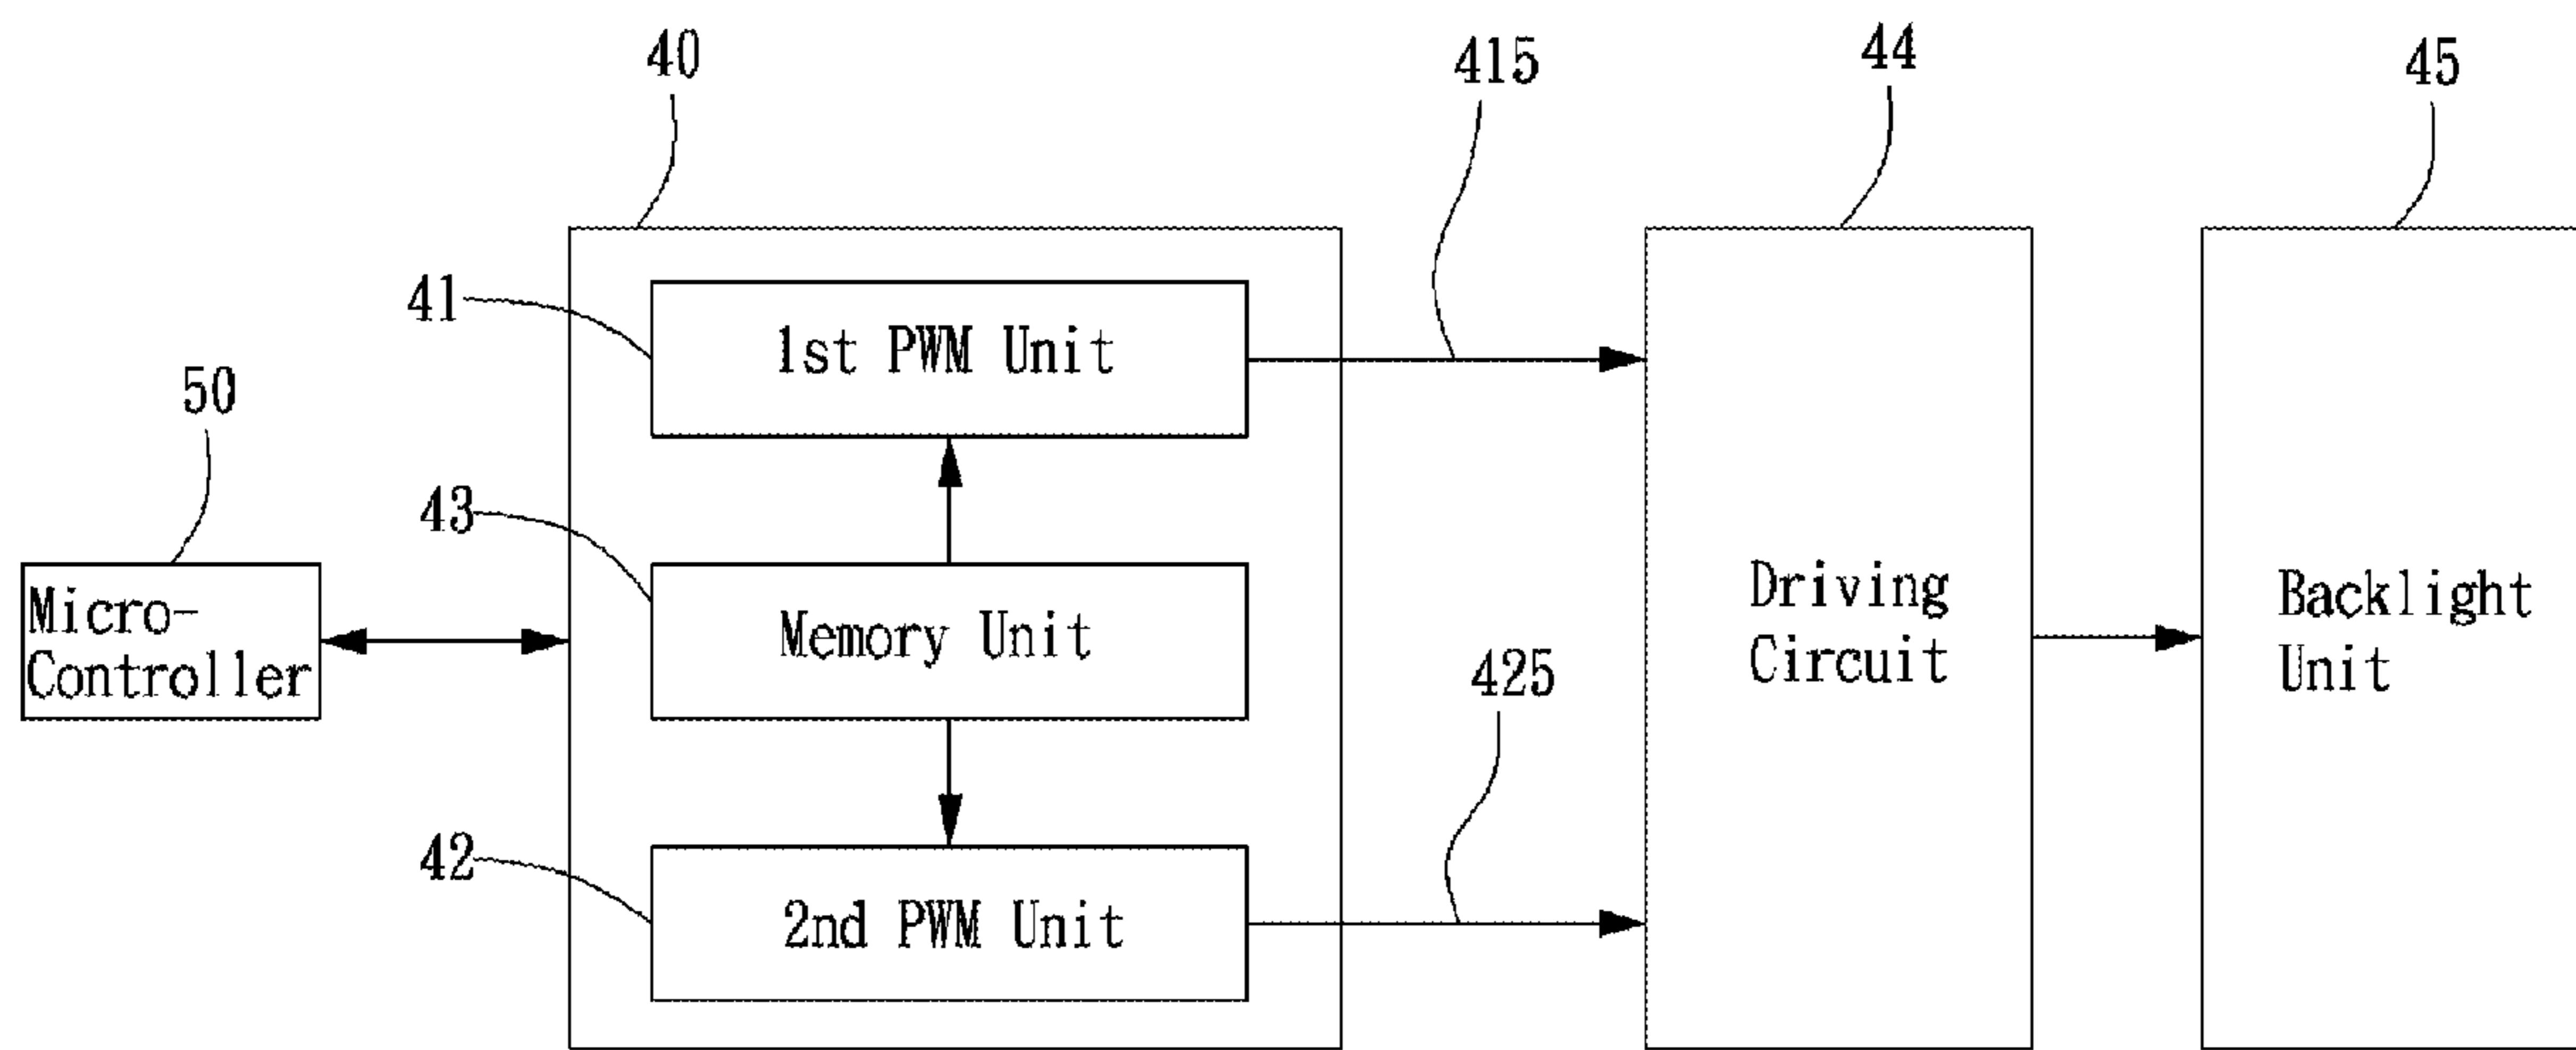 40
415
44
45
41
1st PWM Unit
50
43
Micro-
Controller
Memory Unit
Driving
Circuit
Backlight
Unit
425
42
2nd PWM Unit